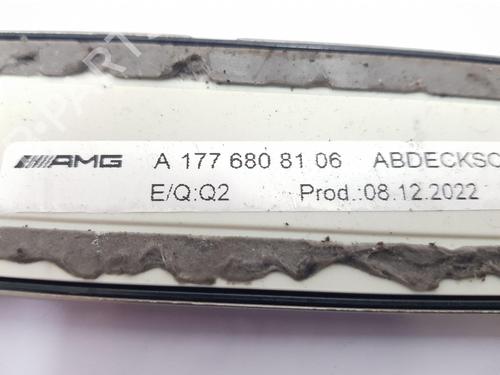 AMG A 177 680 81 06 ABDECKSC
E/Q:Q2 Prod.:08.12.2022